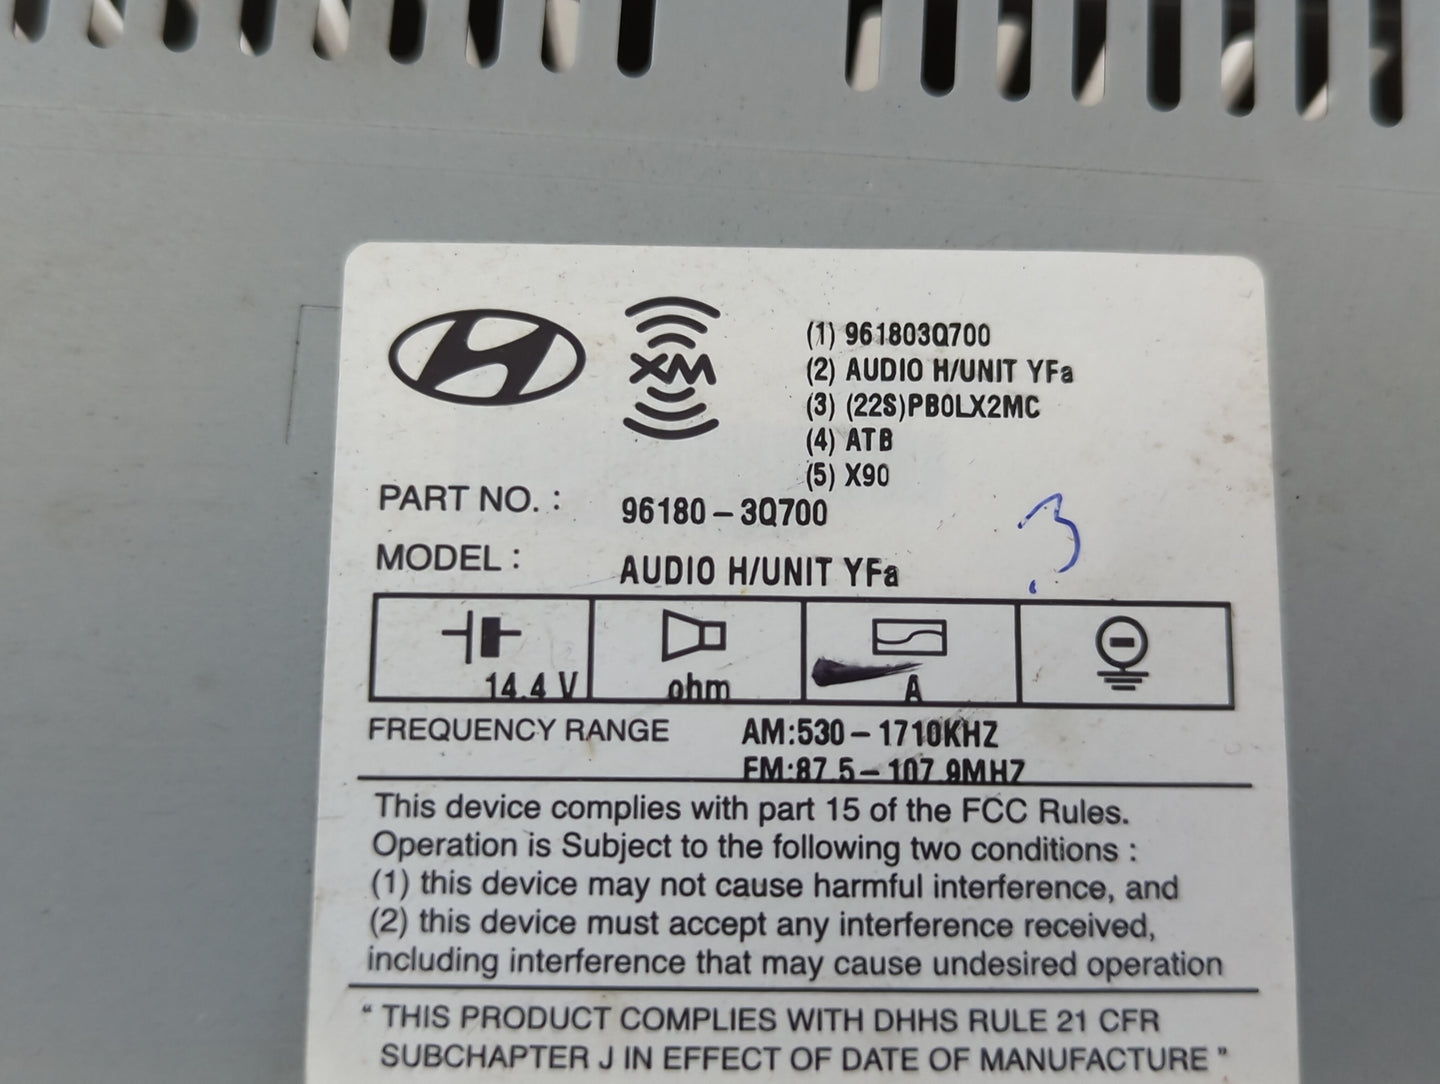 XM
(1) 961803Q700
(2) AUDIO H/UNIT YFa
(3) (22S)PB0LX2MC
(4) ATB
(5) X90
PART NO. : 96180-3Q700
3
MODEL : AUDIO H/UNIT YFa
14.4 V ohm A
FREQUENCY RANGE AM:530-1710KHZ
FM:87.5-107.9MHZ
This device complies with part 15 of the FCC Rules.
Operation is Subject to the following two conditions :
(1) this device may not cause harmful interference, and
(2) this device must accept any interference received,
including interference that may cause undesired operation
“ THIS PRODUCT COMPLIES WITH DHHS RULE 21 CFR
SUBCHAPTER J IN EFFECT OF DATE OF MANUFACTURE ”